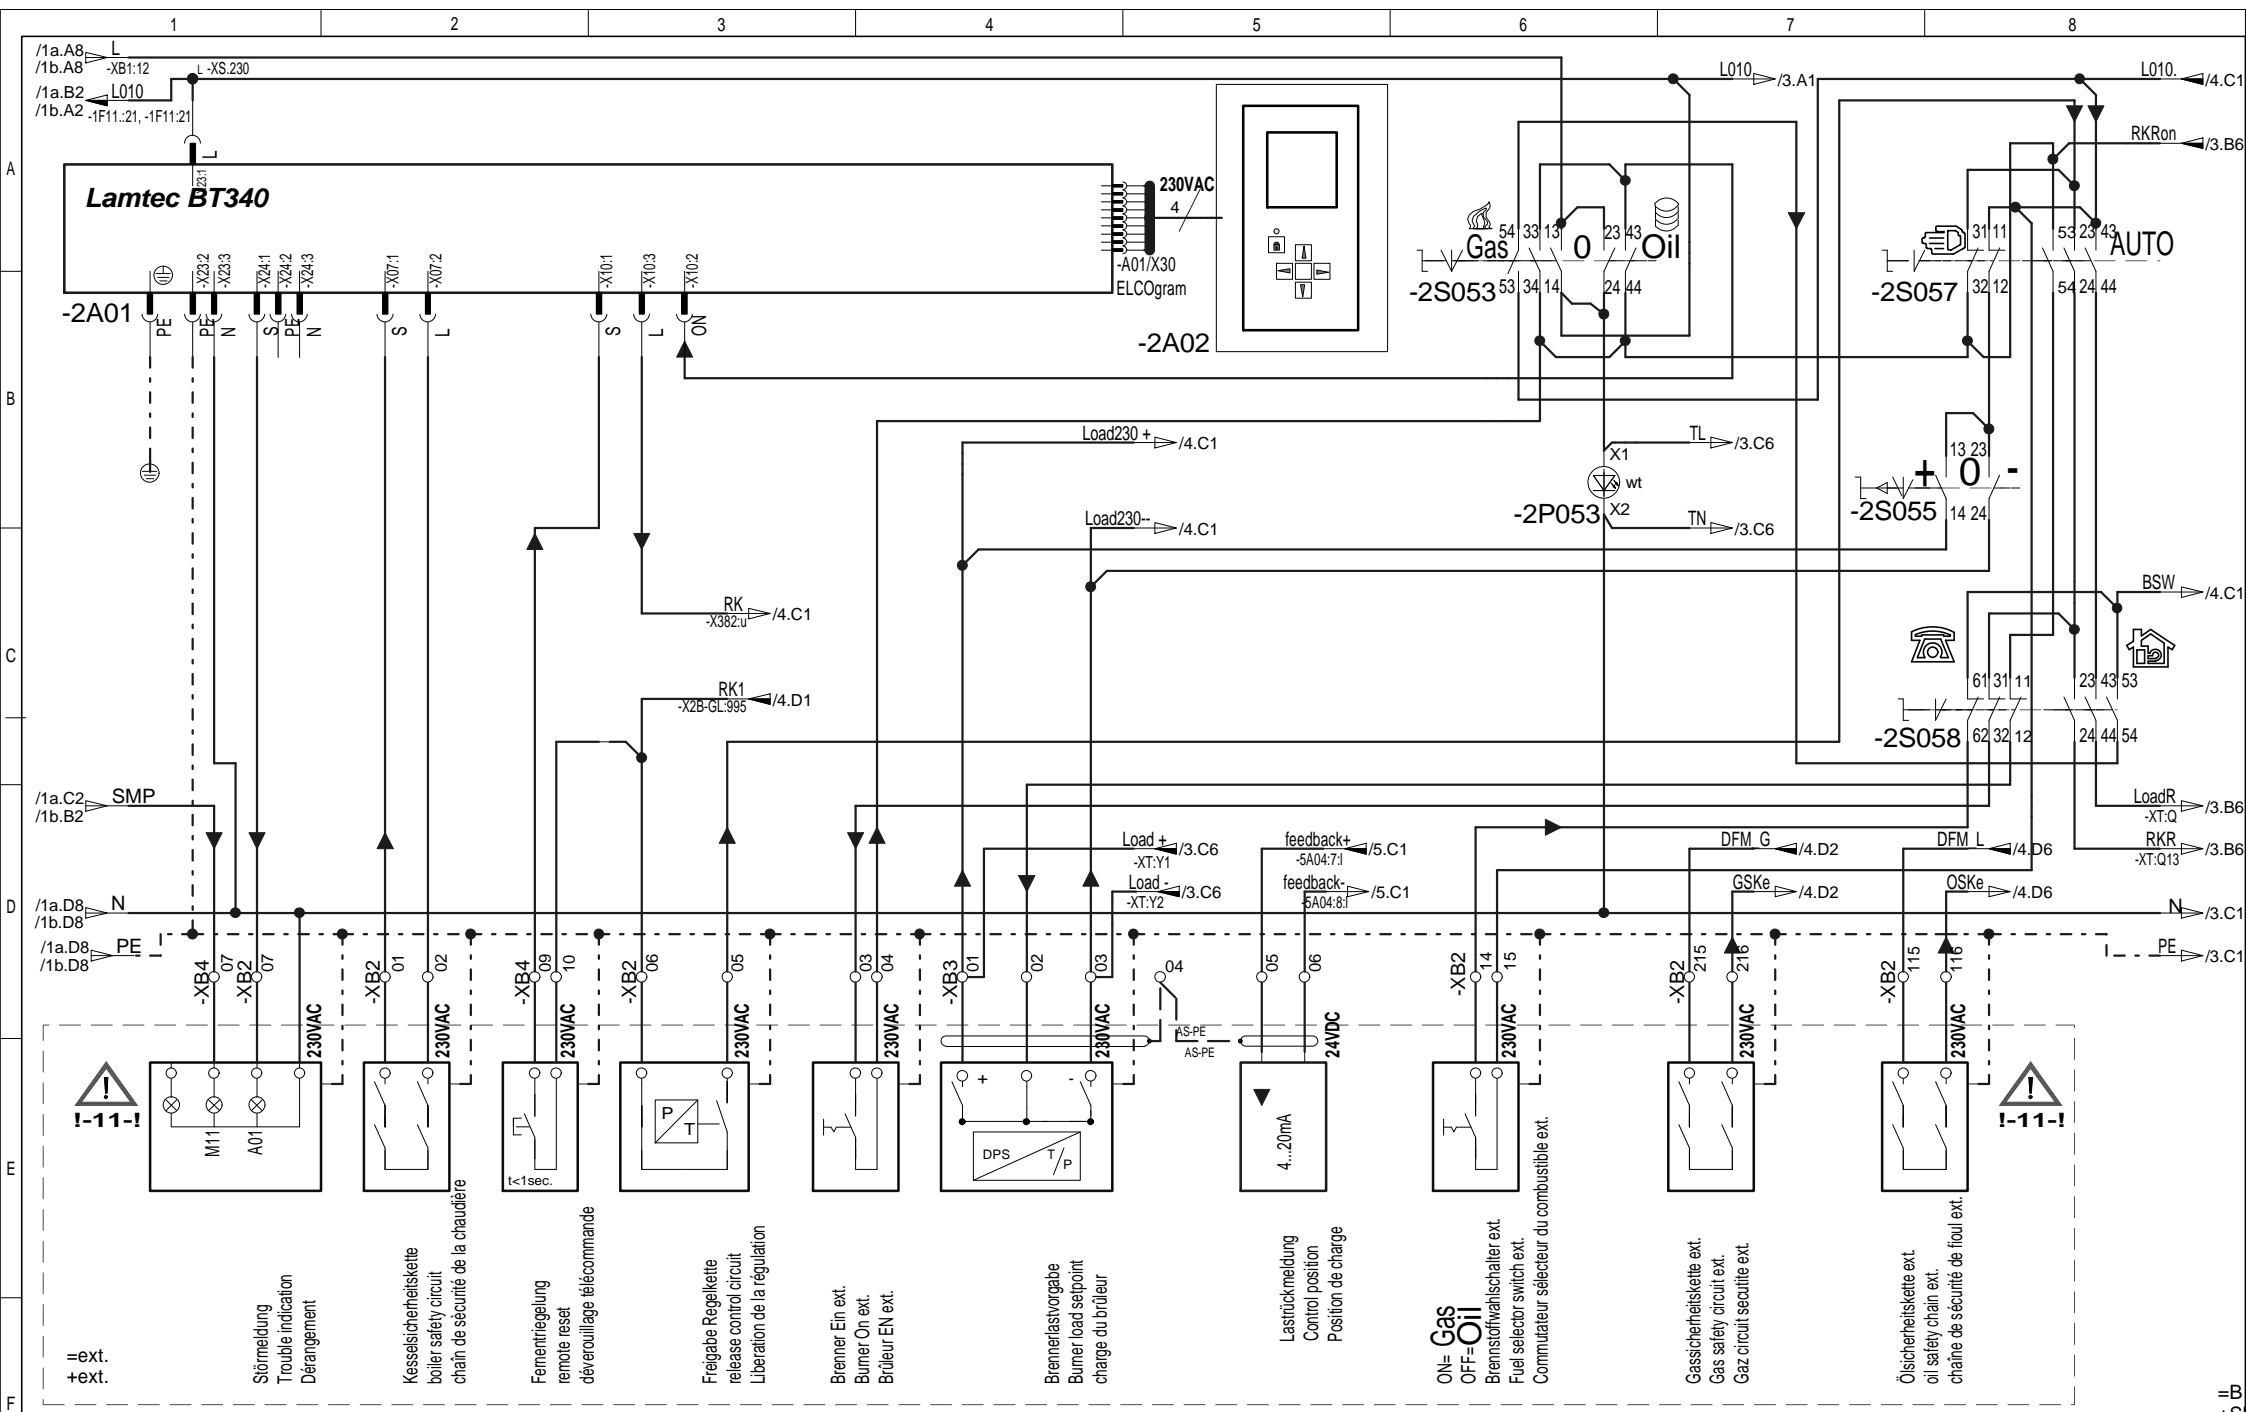 1 2 3 4 5 6 7 8
/1a.A8 L
/1b.A8 -XB1:12
L -XS.230
/1a.B2 L010
/1b.A2 -1F11.:21, -1F11:21
L010 /3.A1
L010. /4.C1
RKRon /3.B6
A
L
X23:1
Lamtec BT340
230VAC
4
-A01/X30
ELCOgram
-2A02
-2A01
-X23:2
-X23:3
-X24:1
-X24:2
-X24:3
-X07:1
-X07:2
-X10:1
-X10:3
-X10:2
PE
PE
N
S
PE
N
S
L
S
L
ON
54 33 13 23 43
Gas 0 Oil
-2S053
53 34 14 24 44
31 11 53 23 43
AUTO
-2S057
32 12 54 24 44
B
Load230 + /4.C1
TL /3.C6
X1
wt
-2P053 X2
TN /3.C6
13 23
+ 0 -
-2S055
14 24
Load230-- /4.C1
BSW /4.C1
RK /4.C1
-X382:u
C
RK1 /4.D1
-X2B-GL:995
61 31 11 23 43 53
-2S058
62 32 12 24 44 54
/1a.C2 SMP
/1b.B2
LoadR /3.B6
-XT:Q
RKR /3.B6
-XT:Q13
Load + /3.C6
-XT:Y1
Load - /3.C6
-XT:Y2
feedback+ /5.C1
-5A04:7:I
feedback- /5.C1
-5A04:8:I
DFM G /4.D2
GSKe /4.D2
DFM L /4.D6
OSKe /4.D6
D
/1a.D8 N
/1b.D8
N /3.C1
/1a.D8 PE
/1b.D8
PE /3.C1
-XB4 07
-XB2 07
-XB2 01
02
-XB4 09
10
-XB2 06
05
03
04
-XB3 01
02
03
04
05
06
-XB2 14
15
-XB2 215
216
-XB2 115
116
230VAC
230VAC
230VAC
230VAC
230VAC
230VAC
24VDC
230VAC
230VAC
230VAC
AS-PE
AS-PE
E
!
!-11-!
M11
A01
t<1sec.
P
T
+ -
DPS T/P
4...20mA
!
!-11-!
Störmeldung
Trouble indication
Dérangement
Kesselsicherheitskette
boiler safety circuit
chaîn de sècurité de la chaudière
Fernentriegelung
remote reset
déverouillage télécommande
Freigabe Regelkette
release control circuit
Liberation de la régulation
Brenner Ein ext.
Burner On ext.
Brûleur EN ext.
Brennerlastvorgabe
Burner load setpoint
charge du brûleur
Lastrückmeldung
Control position
Position de charge
ON= Gas
OFF=Oil
Brennstoffwahlschalter ext.
Fuel selector switch ext.
Commutateur sélecteur du combustible ext.
Gassicherheitskette ext.
Gas safety circuit ext.
Gaz circuit secutite ext.
Ölsicherheitskette ext.
oil safety chain ext.
chaîne de sécurité de fioul ext.
=ext.
+ext.
F
=B